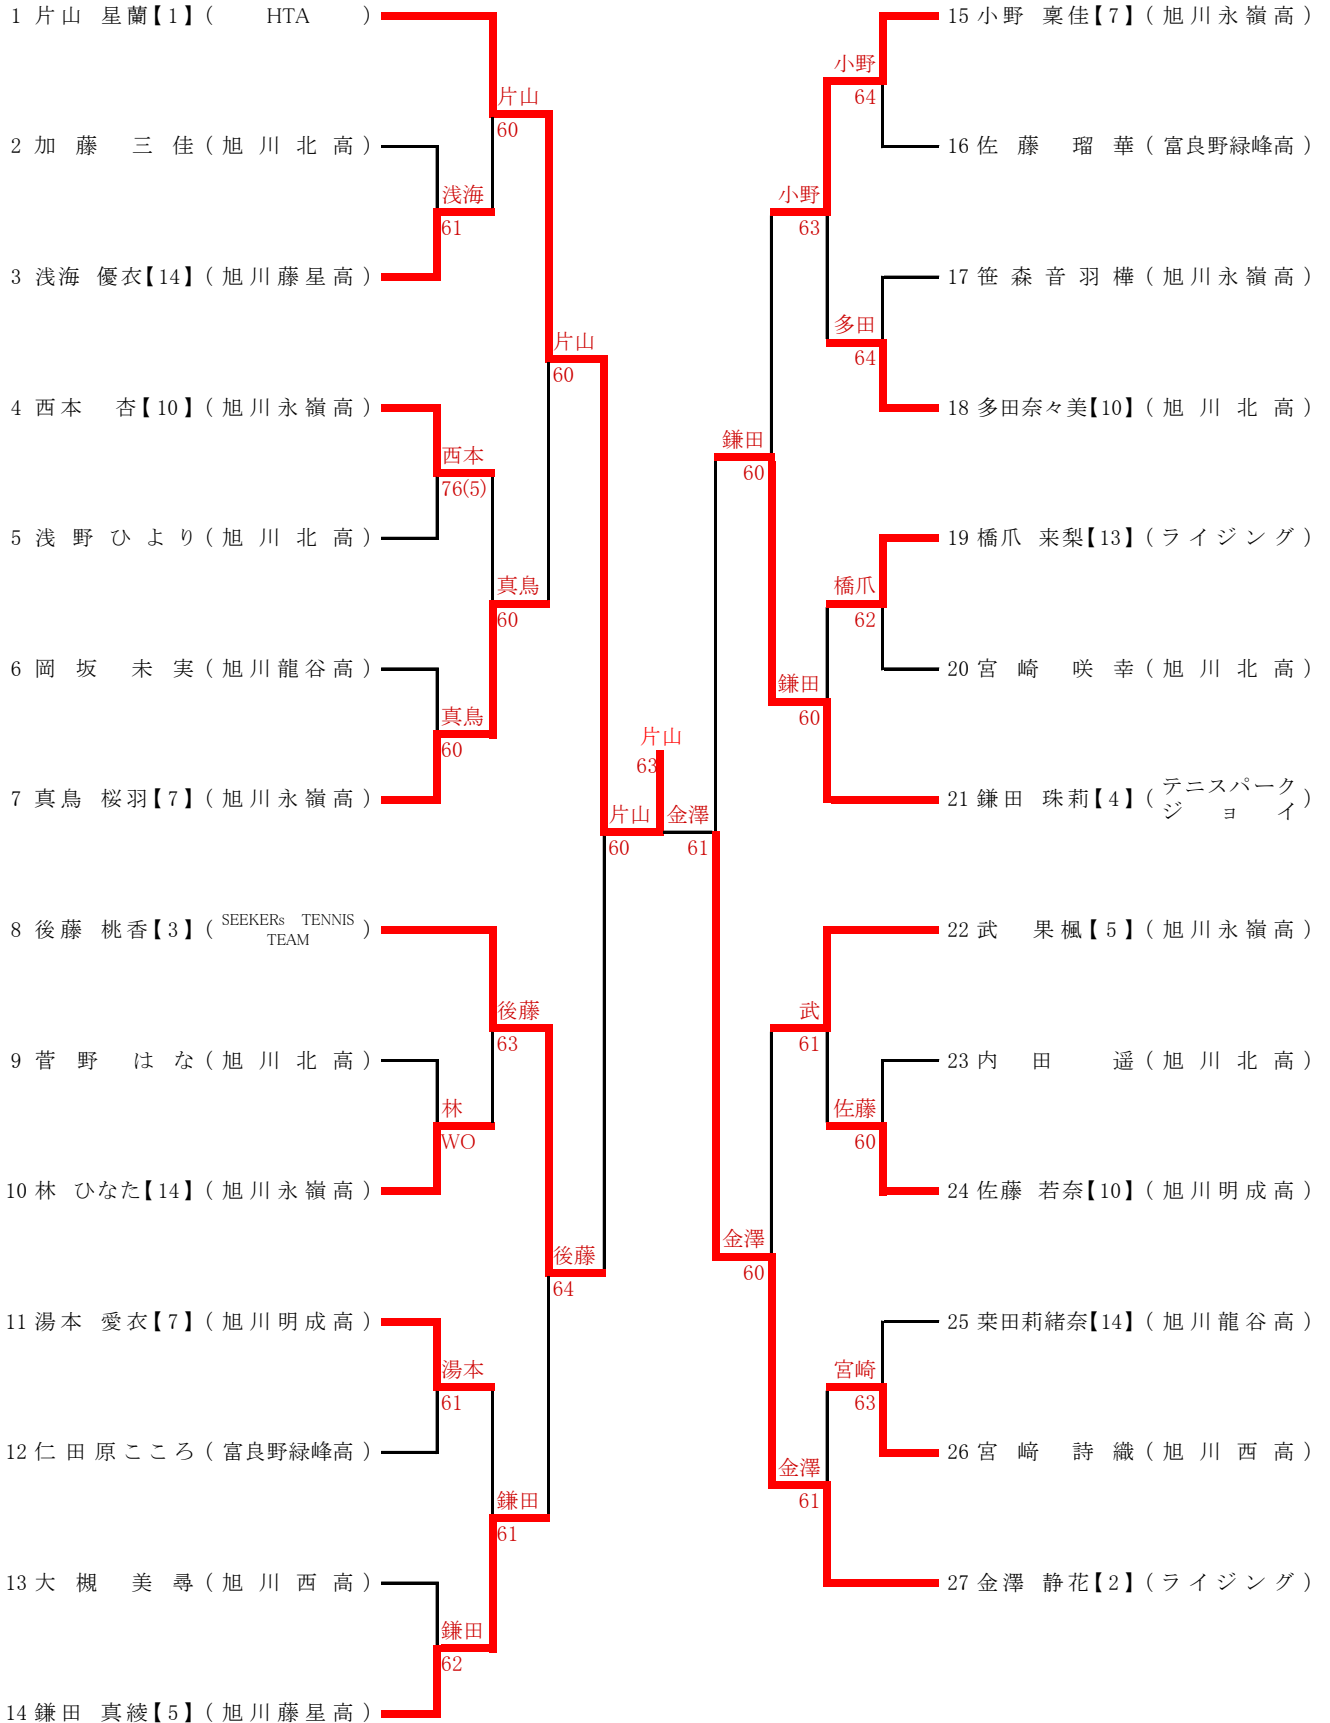 1 片山 星蘭【1】( HTA )
2 加藤 三佳 ( 旭川北高 )
3 浅海 優衣【14】( 旭川藤星高 )
4 西本 杏【10】( 旭川永嶺高 )
5 浅野ひより ( 旭川北高 )
6 岡坂 未実 ( 旭川龍谷高 )
7 真鳥 桜羽【7】( 旭川永嶺高 )
8 後藤 桃香【3】( SEEKERs TENNIS
TEAM )
9 菅野 はな ( 旭川北高 )
10 林 ひなた【14】( 旭川永嶺高 )
11 湯本 愛衣【7】( 旭川明成高 )
12 仁田原こころ ( 富良野緑峰高 )
13 大槻 美尋 ( 旭川西高 )
14 鎌田 真綾【5】( 旭川藤星高 )
浅海
61
西本
76(5)
真鳥
60
林
WO
湯本
61
鎌田
62
片山
60
真鳥
60
後藤
63
鎌田
61
片山
60
後藤
64
片山
60
片山
63
金澤
61
鎌田
60
金澤
60
小野
63
鎌田
60
武
61
金澤
61
小野
64
多田
64
橋爪
62
佐藤
60
宮崎
63
15 小野 稟佳【7】( 旭川永嶺高 )
16 佐藤 瑠華 ( 富良野緑峰高 )
17 笹森音羽樺 ( 旭川永嶺高 )
18 多田奈々美【10】( 旭川北高 )
19 橋爪 来梨【13】( ライジング )
20 宮崎 咲幸 ( 旭川北高 )
21 鎌田 珠莉【4】( テニスパーク
ジョイ )
22 武 果楓【5】( 旭川永嶺高 )
23 内田 遥 ( 旭川北高 )
24 佐藤 若奈【10】( 旭川明成高 )
25 栞田莉緒奈【14】( 旭川龍谷高 )
26 宮﨑 詩織 ( 旭川西高 )
27 金澤 静花【2】( ライジング )